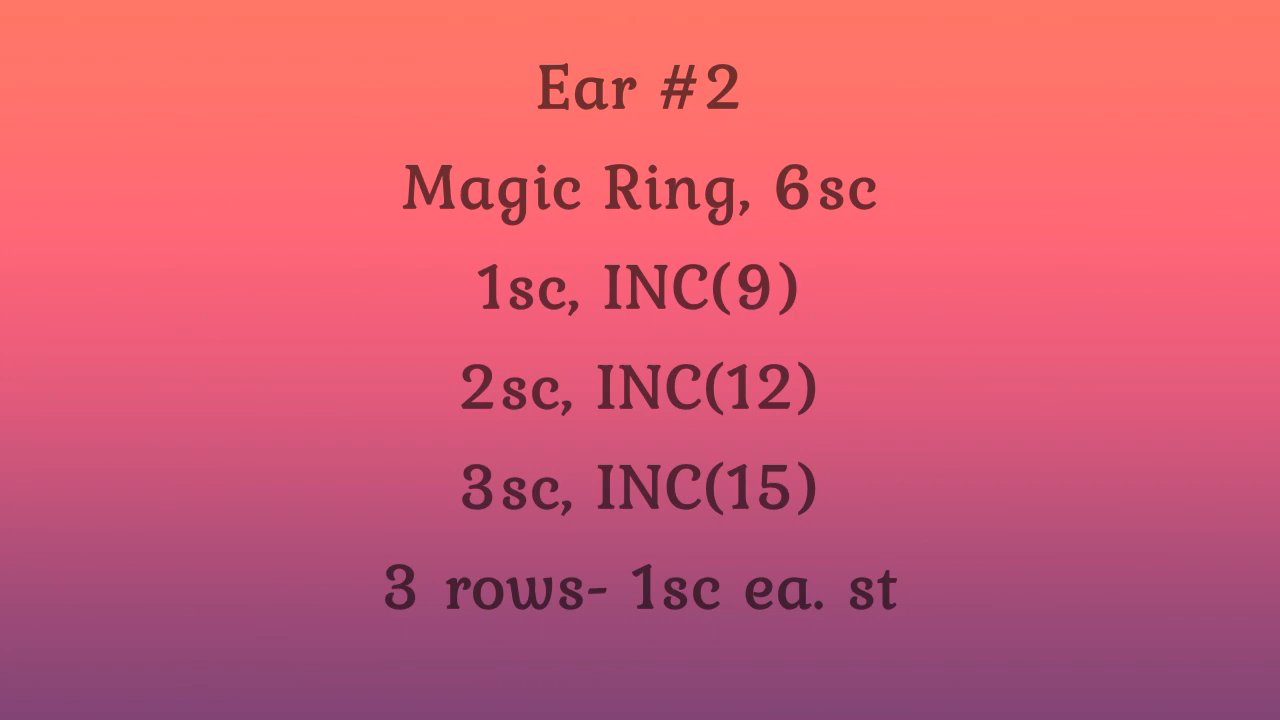 Ear #2
Magic Ring, 6sc
1sc, INC(9)
2sc, INC(12)
3sc, INC(15)
3 rows- 1sc ea. st